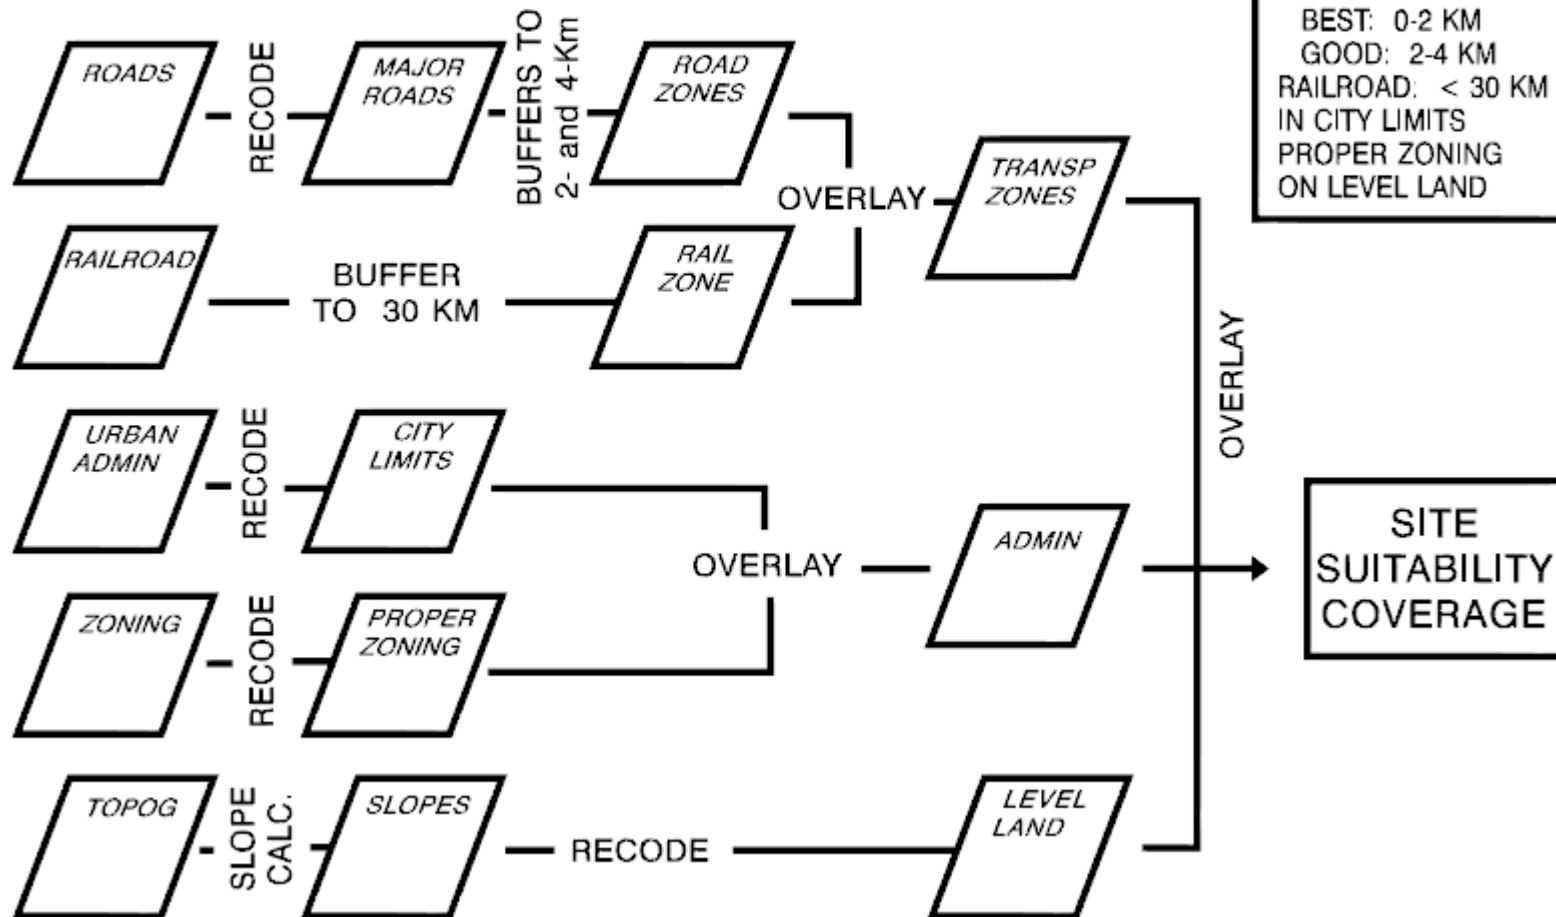 ROADS
RECODE
MAJOR
ROADS
BUFFERS TO
2- and 4-Km
ROAD
ZONES
OVERLAY
TRANSP
ZONES
BEST: 0-2 KM
GOOD: 2-4 KM
RAILROAD: < 30 KM
IN CITY LIMITS
PROPER ZONING
ON LEVEL LAND
RAILROAD
BUFFER
TO 30 KM
RAIL
ZONE
OVERLAY
URBAN
ADMIN
RECODE
CITY
LIMITS
OVERLAY
ADMIN
SITE
SUITABILITY
COVERAGE
ZONING
RECODE
PROPER
ZONING
TOPOG
SLOPE
CALC.
SLOPES
RECODE
LEVEL
LAND